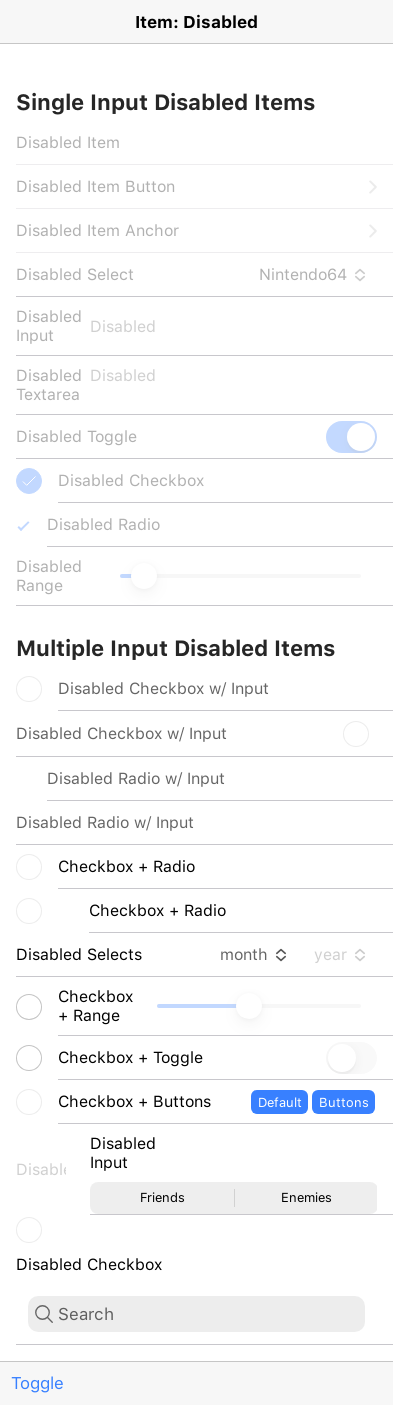 Item: Disabled
Single Input Disabled Items
Disabled Item
Disabled Item Button
Disabled Item Anchor
Disabled Select Nintendo64
Disabled
Input
Disabled
Disabled
Textarea
Disabled
Disabled Toggle
Disabled Checkbox
Disabled Radio
Disabled
Range
Multiple Input Disabled Items
Disabled Checkbox w/ Input
Disabled Checkbox w/ Input
Disabled Radio w/ Input
Disabled Radio w/ Input
Checkbox + Radio
Checkbox + Radio
Disabled Selects month year
Checkbox
+ Range
Checkbox + Toggle
Checkbox + Buttons Default Buttons
Disabled
Input
Friends Enemies
Disabled Checkbox
Search
Toggle